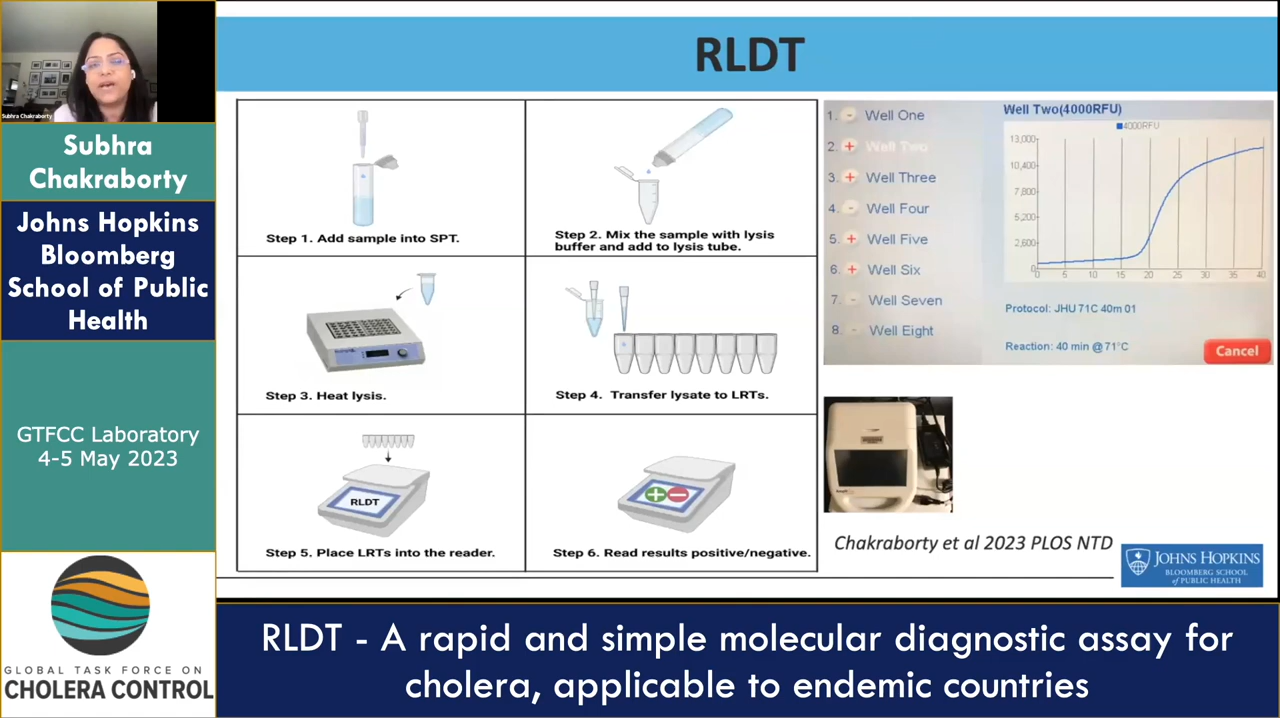 Subhra Chakraborty
Subhra
Chakraborty
Johns Hopkins
Bloomberg
School of Public
Health
GTFCC Laboratory
4-5 May 2023
GLOBAL TASK FORCE ON
CHOLERA CONTROL
RLDT
Step 1. Add sample into SPT.
Step 2. Mix the sample with lysis
buffer and add to lysis tube.
Step 3. Heat lysis.
Step 4. Transfer lysate to LRTs.
RLDT
Step 5. Place LRTs into the reader.
Step 6. Read results positive/negative.
1. - Well One
2. + Well Two
3. + Well Three
4. - Well Four
5. + Well Five
6. + Well Six
7. - Well Seven
8. - Well Eight
Well Two(4000RFU)
4000RFU
13,000
10,400
7,800
5,200
2,600
0
0 5 10 15 20 25 30 35 40
Protocol: JHU 71C 40m 01
Reaction: 40 min @ 71°C
Cancel
Chakraborty et al 2023 PLOS NTD
JOHNS HOPKINS
BLOOMBERG SCHOOL
of PUBLIC HEALTH
RLDT - A rapid and simple molecular diagnostic assay for
cholera, applicable to endemic countries